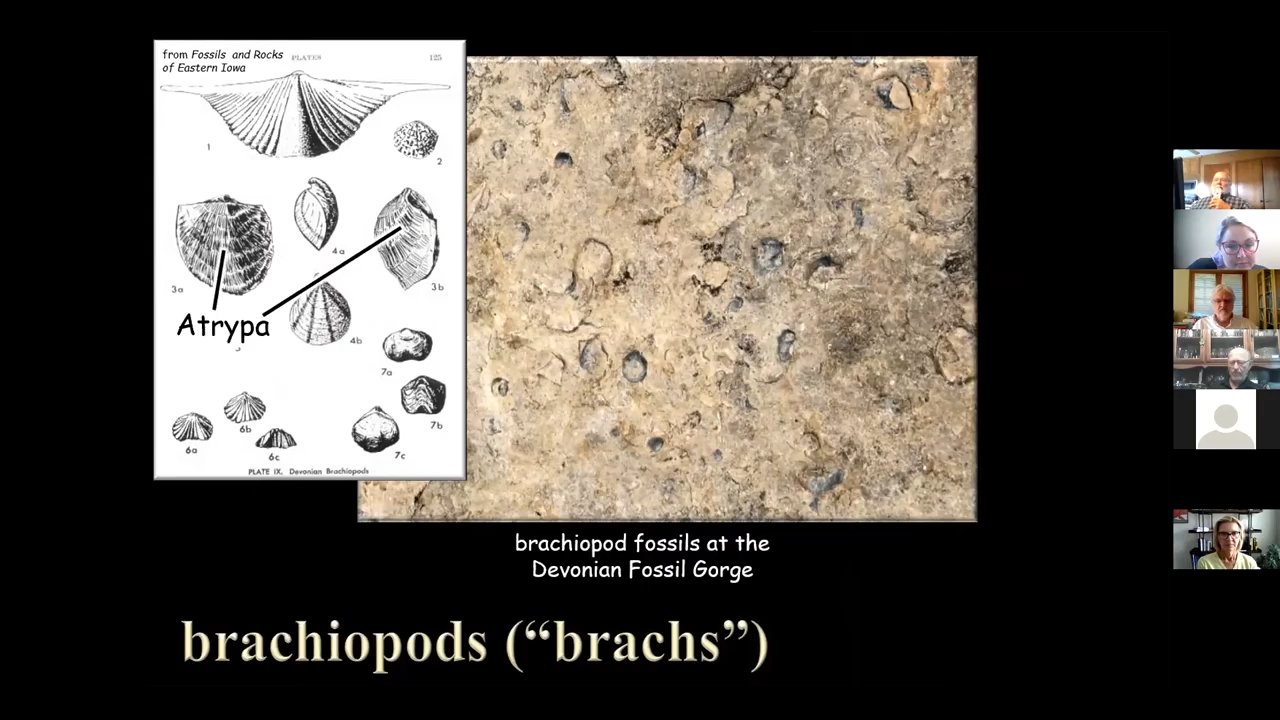 from Fossils and Rocks
of Eastern Iowa
PLATES
125
1
2
3a
4a
3b
Atrypa
4b
7a
7b
6a
6b
6c
7c
PLATE IX. Devonian Brachiopods
brachiopod fossils at the
Devonian Fossil Gorge
brachiopods (“brachs”)